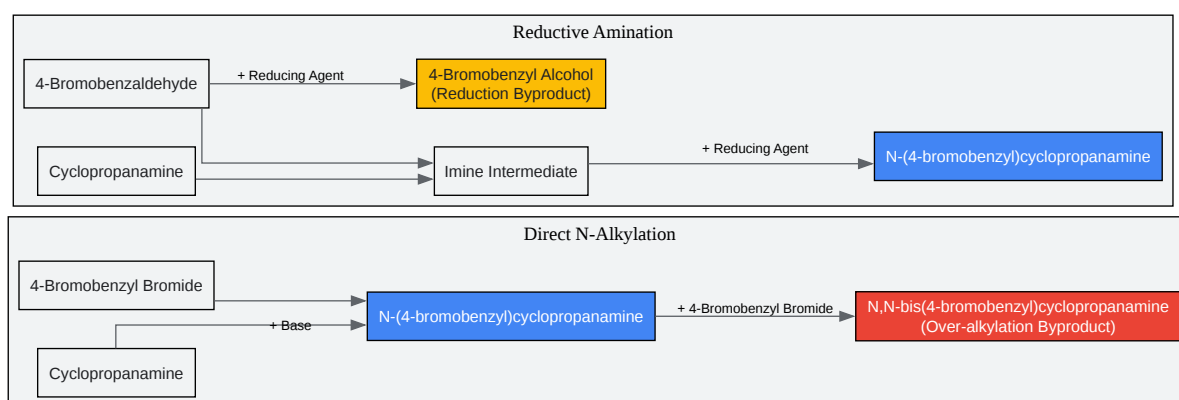 Reductive Amination
4-Bromobenzaldehyde
+ Reducing Agent
4-Bromobenzyl Alcohol
(Reduction Byproduct)
Cyclopropanamine
Imine Intermediate
+ Reducing Agent
N-(4-bromobenzyl)cyclopropanamine
Direct N-Alkylation
4-Bromobenzyl Bromide
+ Base
Cyclopropanamine
N-(4-bromobenzyl)cyclopropanamine
+ 4-Bromobenzyl Bromide
N,N-bis(4-bromobenzyl)cyclopropanamine
(Over-alkylation Byproduct)